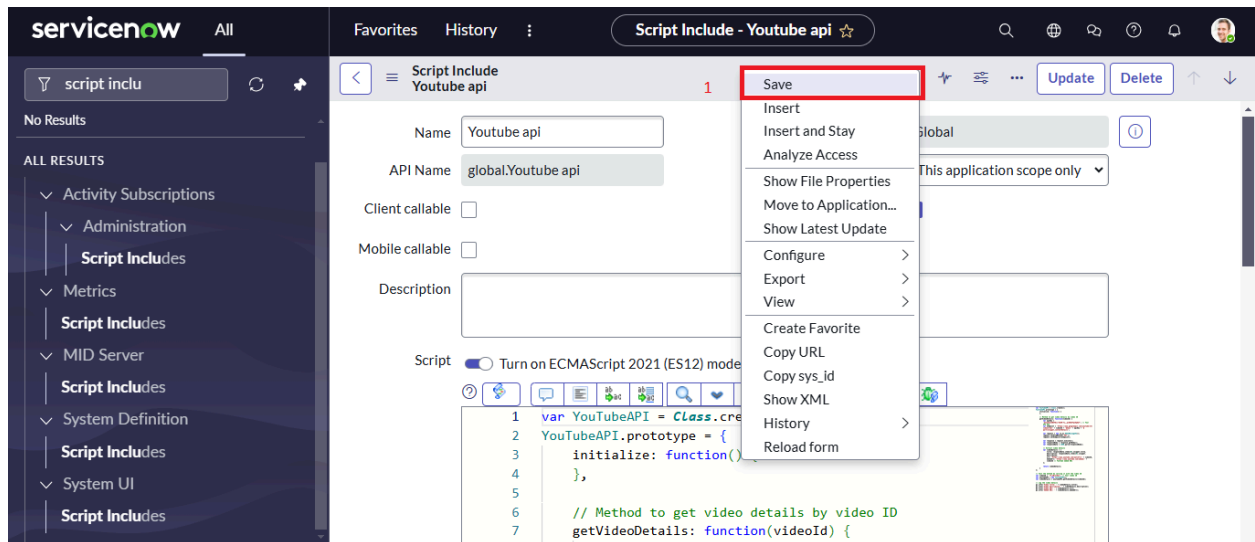 servicenow All Favorites History Script Include - Youtube api
script inclu
No Results
ALL RESULTS
Activity Subscriptions
Administration
Script Includes
Metrics
Script Includes
MID Server
Script Includes
System Definition
Script Includes
System UI
Script Includes
Script Include
Youtube api
1
Update Delete
Name Youtube api
Global
API Name global.Youtube api
This application scope only
Client callable
Mobile callable
Description
Script Turn on ECMAScript 2021 (ES12) mode
Save
Insert
Insert and Stay
Analyze Access
Show File Properties
Move to Application...
Show Latest Update
Configure
Export
View
Create Favorite
Copy URL
Copy sys_id
Show XML
History
Reload form
1 var YouTubeAPI = Class.cre
2 YouTubeAPI.prototype = {
3 initialize: function()
4 },
5
6 // Method to get video details by video ID
7 getVideoDetails: function(videoId) {